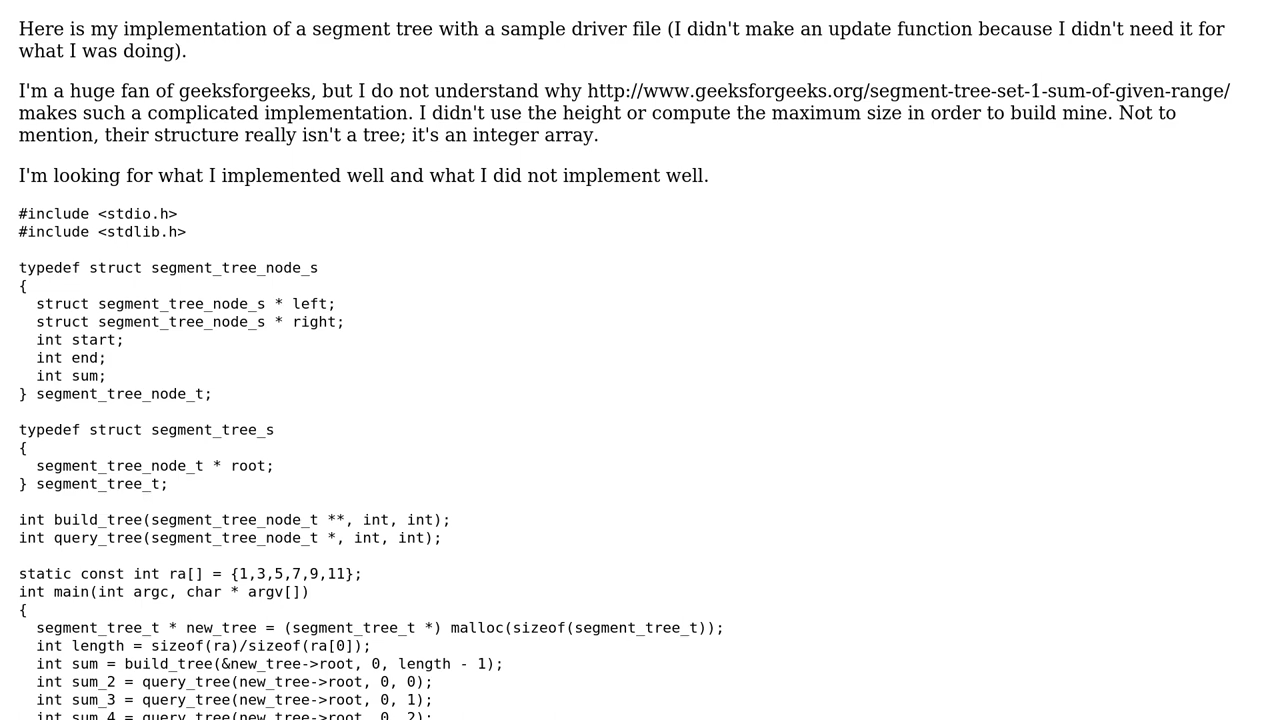 Here is my implementation of a segment tree with a sample driver file (I didn't make an update function because I didn't need it for
what I was doing).
I'm a huge fan of geeksforgeeks, but I do not understand why http://www.geeksforgeeks.org/segment-tree-set-1-sum-of-given-range/
makes such a complicated implementation. I didn't use the height or compute the maximum size in order to build mine. Not to
mention, their structure really isn't a tree; it's an integer array.
I'm looking for what I implemented well and what I did not implement well.
#include <stdio.h>
#include <stdlib.h>
typedef struct segment_tree_node_s
{
  struct segment_tree_node_s * left;
  struct segment_tree_node_s * right;
  int start;
  int end;
  int sum;
} segment_tree_node_t;
typedef struct segment_tree_s
{
  segment_tree_node_t * root;
} segment_tree_t;
int build_tree(segment_tree_node_t **, int, int);
int query_tree(segment_tree_node_t *, int, int);
static const int ra[] = {1,3,5,7,9,11};
int main(int argc, char * argv[])
{
  segment_tree_t * new_tree = (segment_tree_t *) malloc(sizeof(segment_tree_t));
  int length = sizeof(ra)/sizeof(ra[0]);
  int sum = build_tree(&new_tree->root, 0, length - 1);
  int sum_2 = query_tree(new_tree->root, 0, 0);
  int sum_3 = query_tree(new_tree->root, 0, 1);
  int sum_4 = query_tree(new_tree->root, 0, 2);